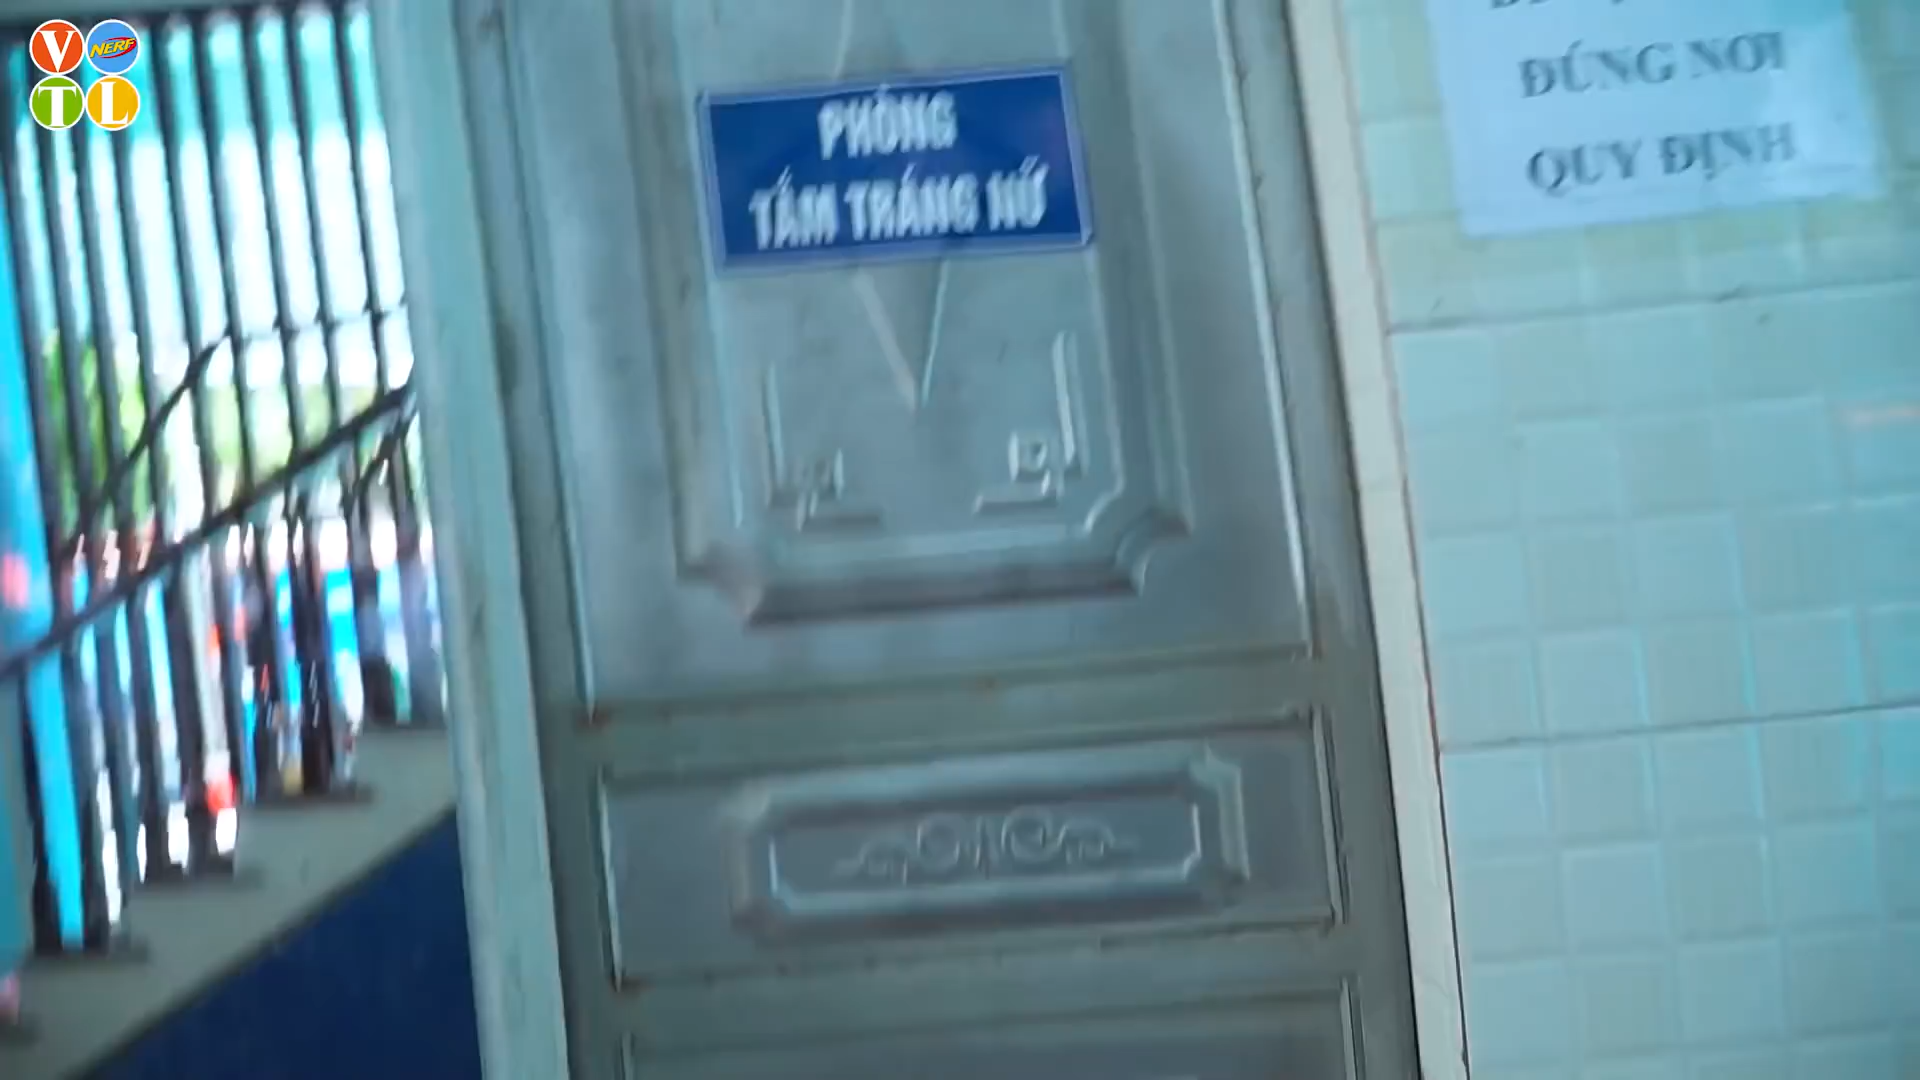 V NERF
T L
PHÒNG
TẮM TRÁNG NỮ
ĐÚNG NƠI
QUY ĐỊNH